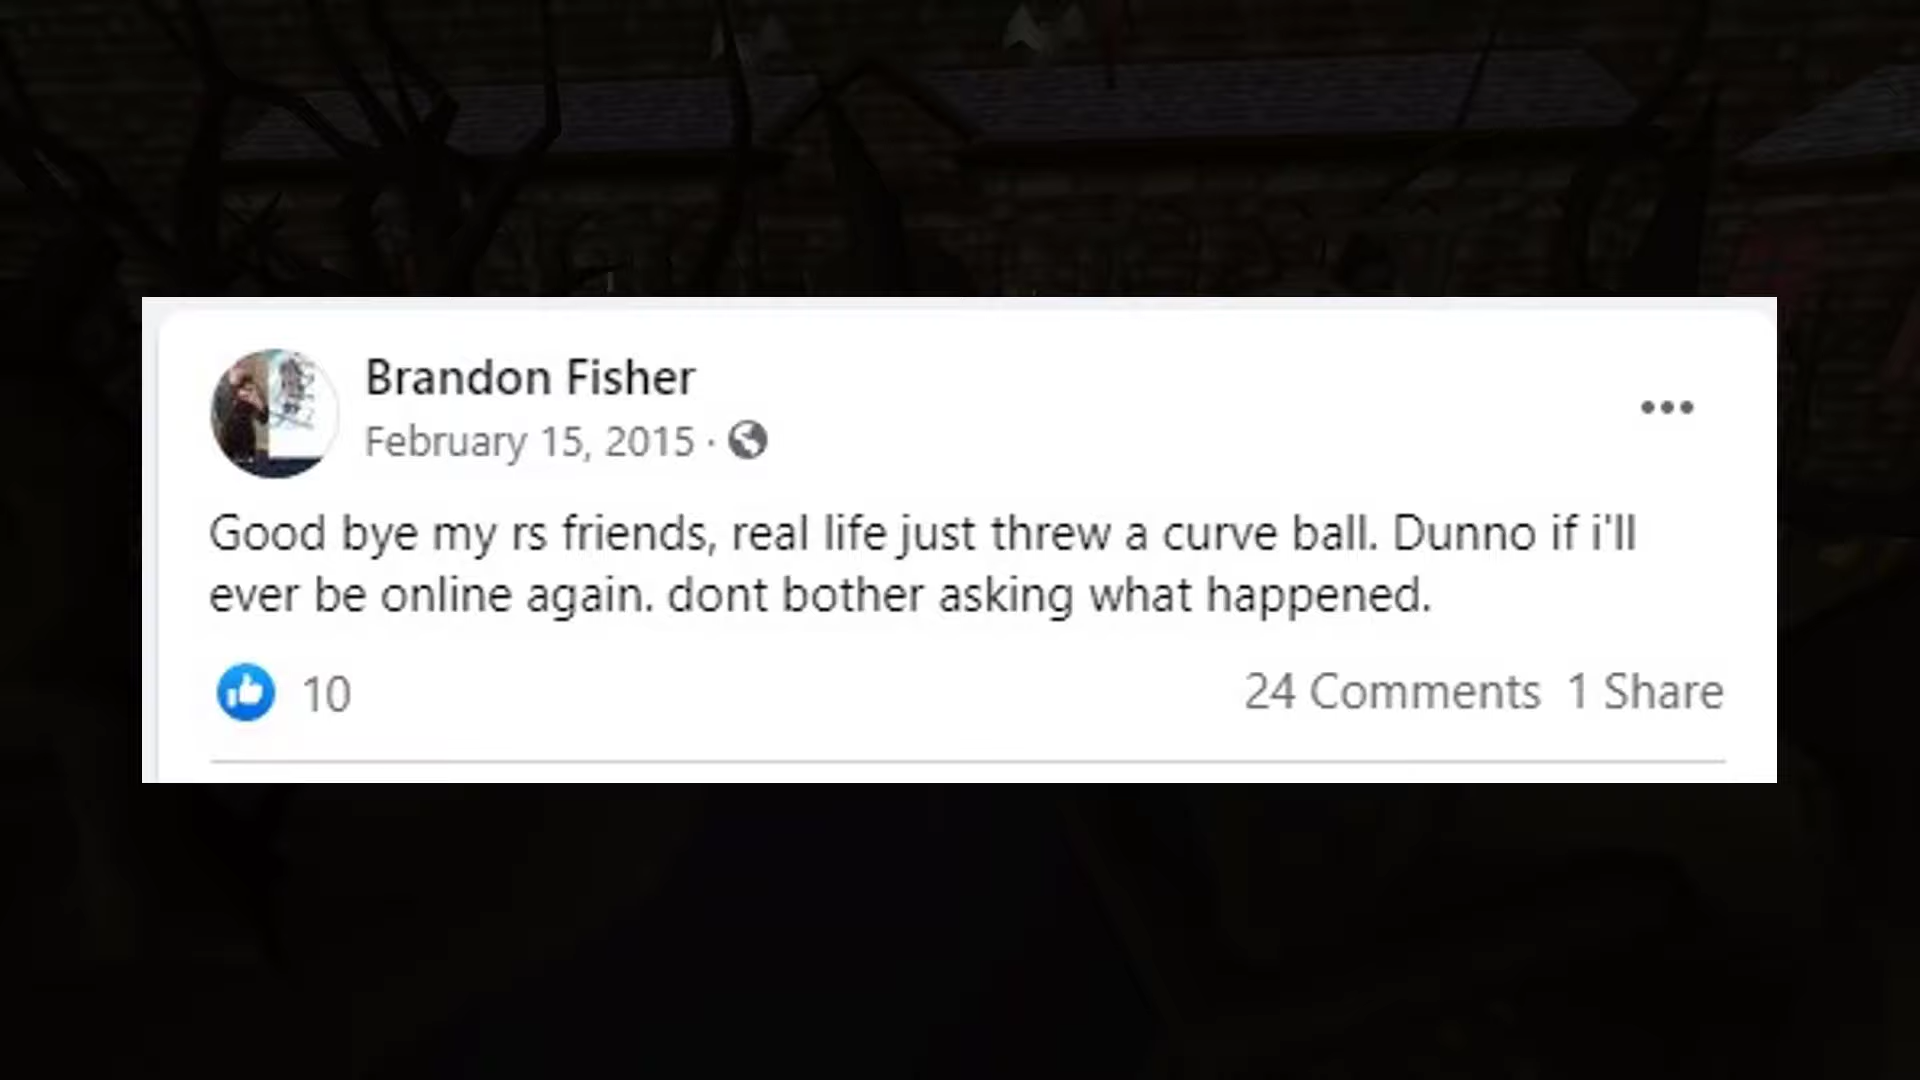 Brandon Fisher
February 15, 2015 ·
Good bye my rs friends, real life just threw a curve ball. Dunno if i'll
ever be online again. dont bother asking what happened.
10
24 Comments 1 Share